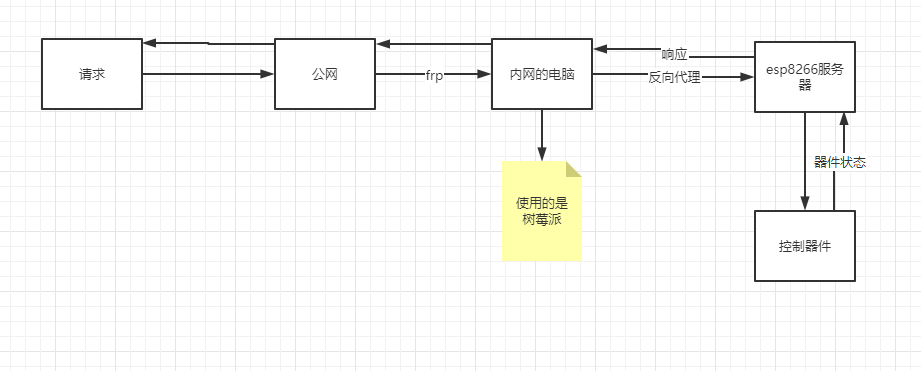 请求
公网
frp
内网的电脑
响应
反向代理
esp8266服务
器
使用的是
树莓派
器件状态
控制器件